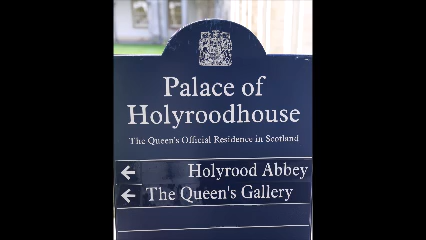 Palace of
Holyroodhouse
The Queen's Official Residence in Scotland
Holyrood Abbey
The Queen's Gallery